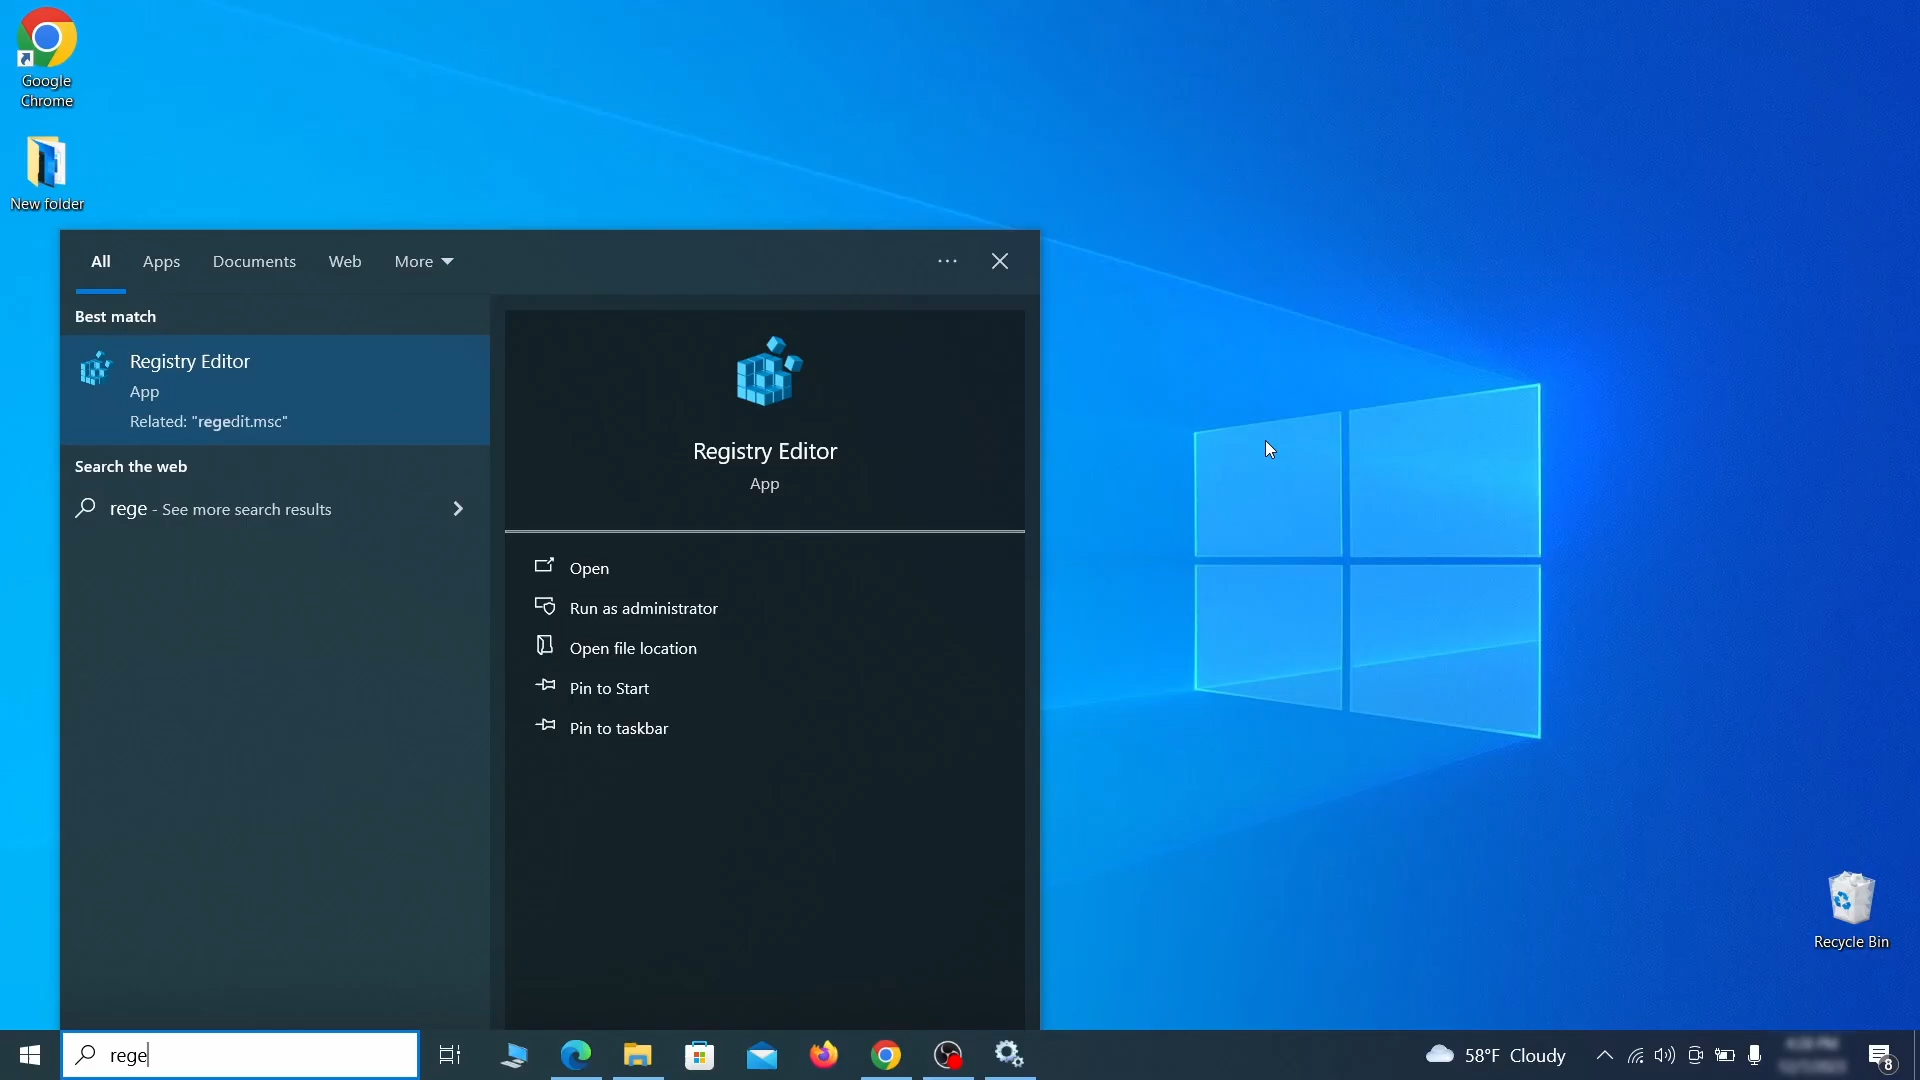 Google
Chrome
New folder
All Apps Documents Web More
Best match
Registry Editor
App
Related: "regedit.msc"
Search the web
rege - See more search results
Registry Editor
App
Open
Run as administrator
Open file location
Pin to Start
Pin to taskbar
Recycle Bin
rege
58°F Cloudy
8